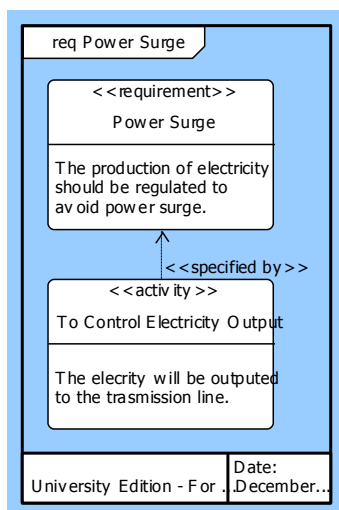 req Power Surge
<<requirement>>
Power Surge
The production of electricity
should be regulated to
avoid power surge.
<<specified by>>
<<activity>>
To Control Electricity Output
The elecrity will be outputed
to the trasmission line.
Date:
University Edition - For ...
December...